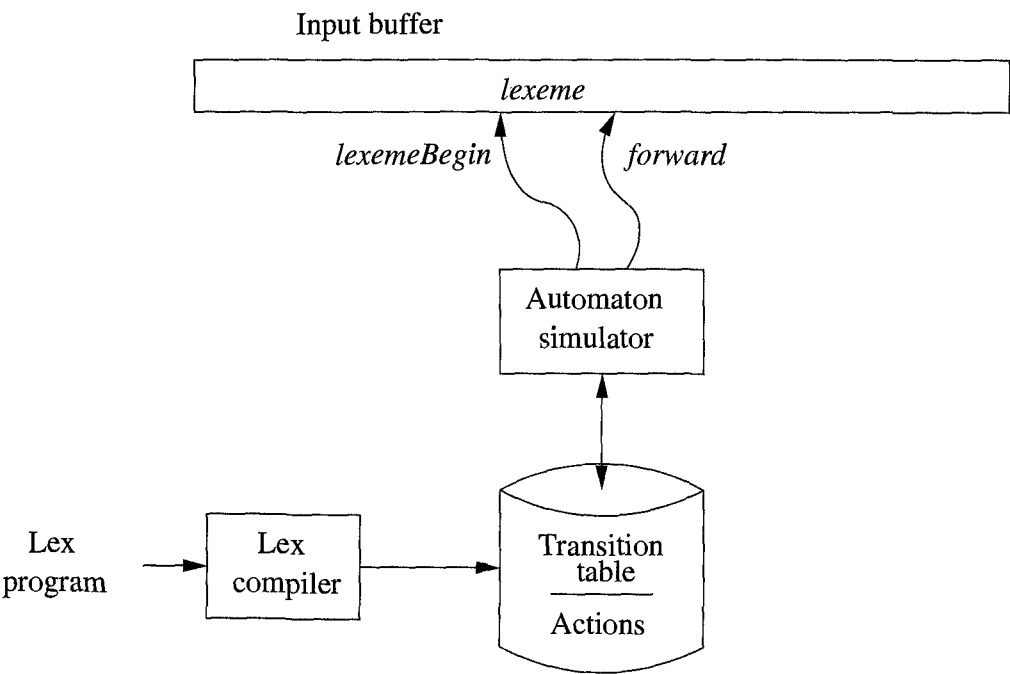 Input buffer
lexeme
lexemeBegin
forward
Automaton
simulator
Lex
program
Lex
compiler
Transition
table
Actions